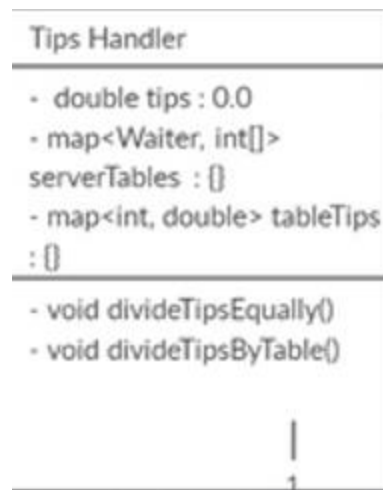 Tips Handler
- double tips : 0.0
- map<Waiter, int[]>
serverTables : {}
- map<int, double> tableTips
: {}
- void divideTipsEqually()
- void divideTipsByTable()
1